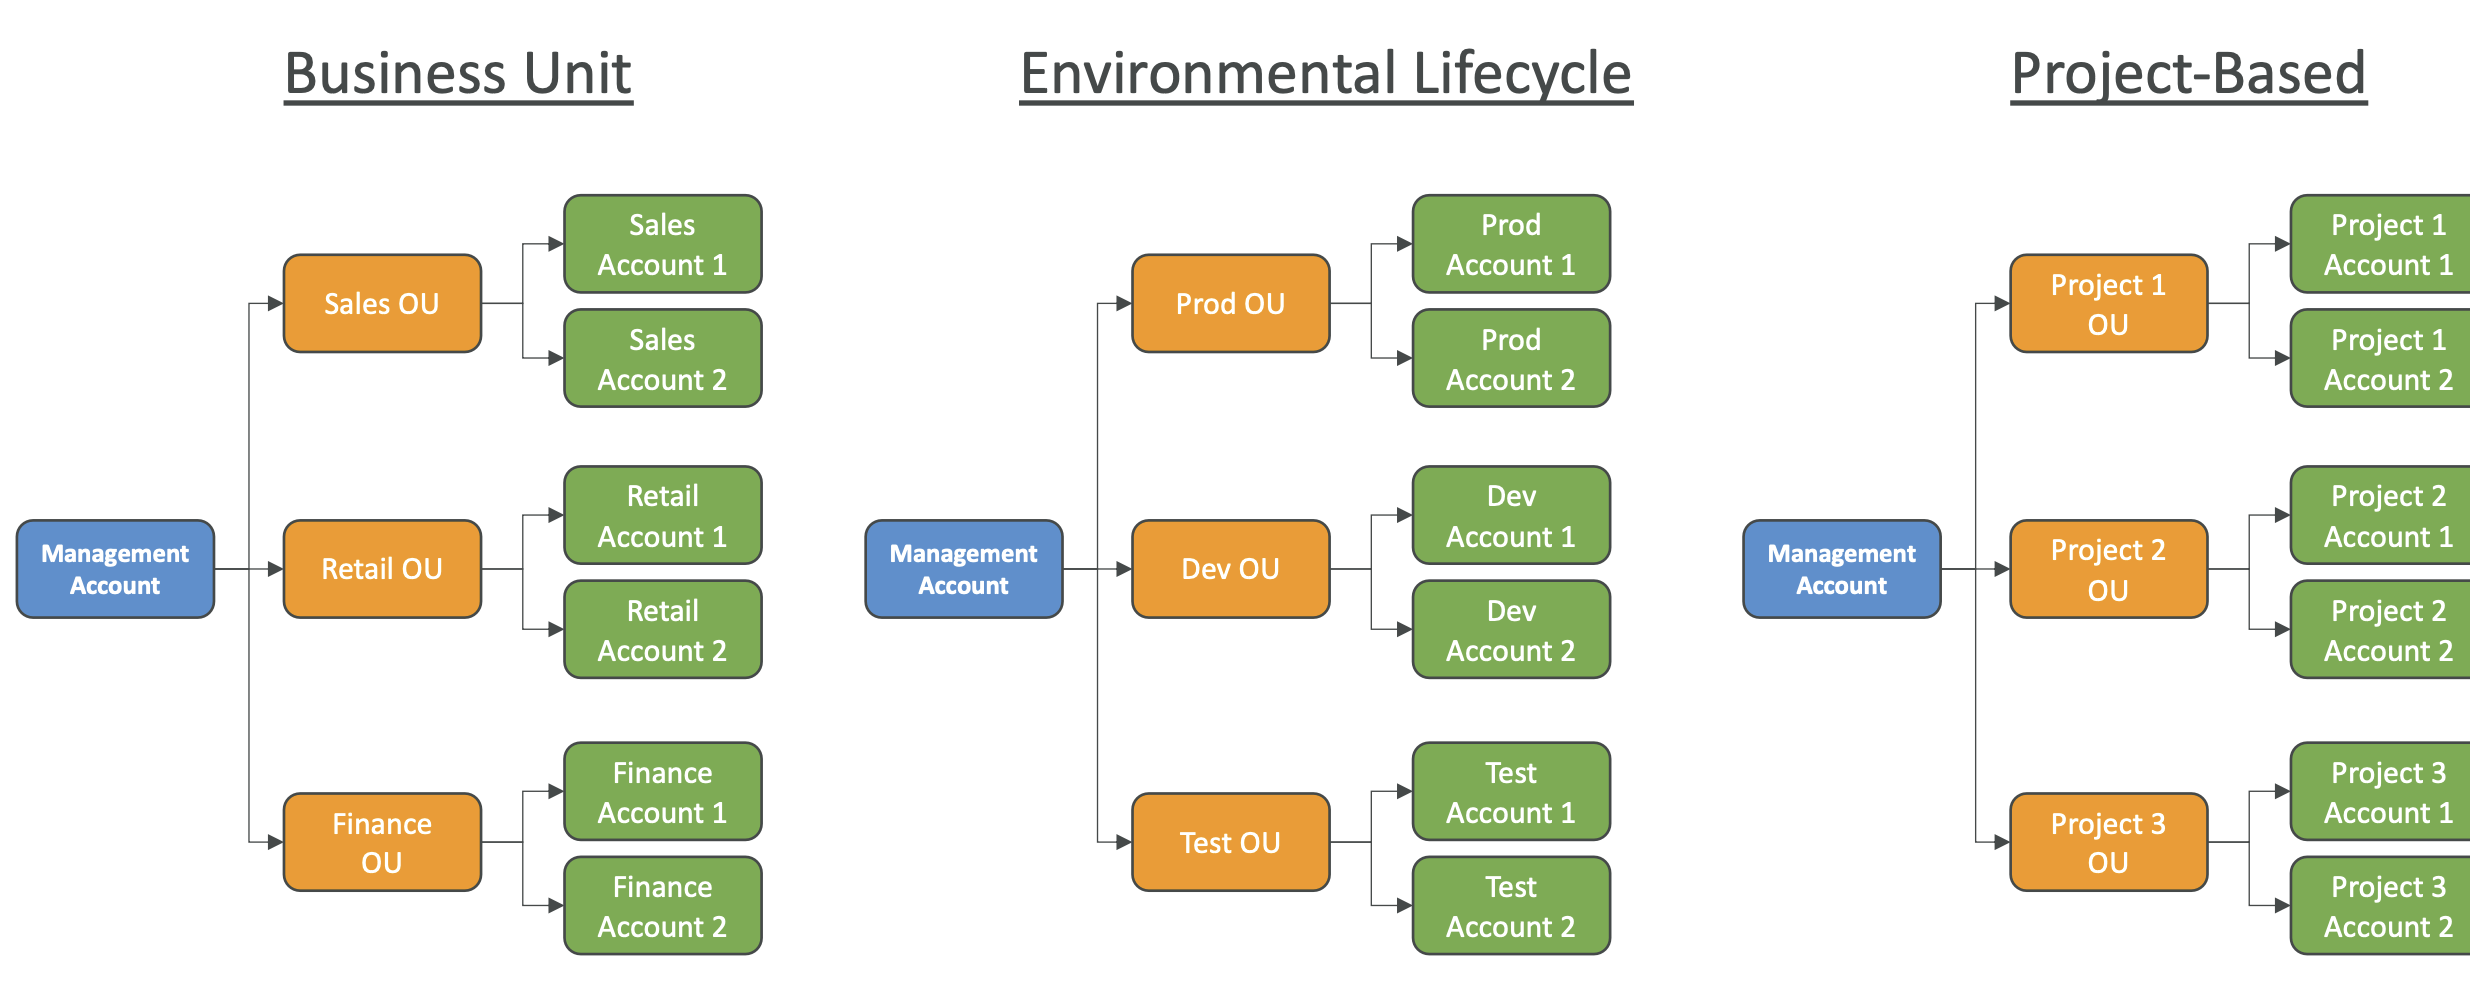 Business Unit
Sales
Account 1
Sales OU
Sales
Account 2
Retail
Account 1
Management
Account
Retail OU
Retail
Account 2
Finance
Account 1
Finance
OU
Finance
Account 2
Environmental Lifecycle
Prod
Account 1
Prod OU
Prod
Account 2
Dev
Account 1
Management
Account
Dev OU
Dev
Account 2
Test
Account 1
Test OU
Test
Account 2
Project-Based
Project 1
Account 1
Project 1
OU
Project 1
Account 2
Project 2
Account 1
Management
Account
Project 2
OU
Project 2
Account 2
Project 3
Account 1
Project 3
OU
Project 3
Account 2